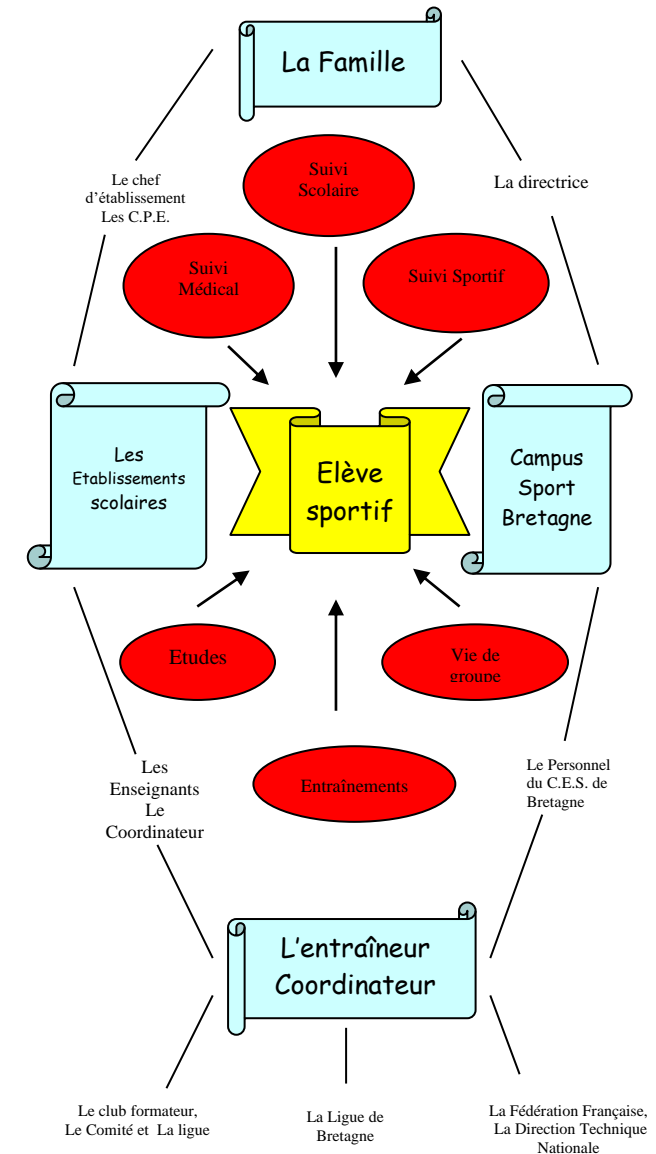 La Famille
Suivi
Scolaire
Le chef
d'établissement
Les C.P.E.
La directrice
Suivi
Médical
Suivi Sportif
Les
Etablissements
scolaires
Elève
sportif
Campus
Sport
Bretagne
Etudes
Vie de
groupe
Entraînements
Les
Enseignants
Le
Coordinateur
Le Personnel
du C.E.S. de
Bretagne
L'entraîneur
Coordinateur
Le club formateur,
Le Comité et La ligue
La Ligue de
Bretagne
La Fédération Française,
La Direction Technique
Nationale